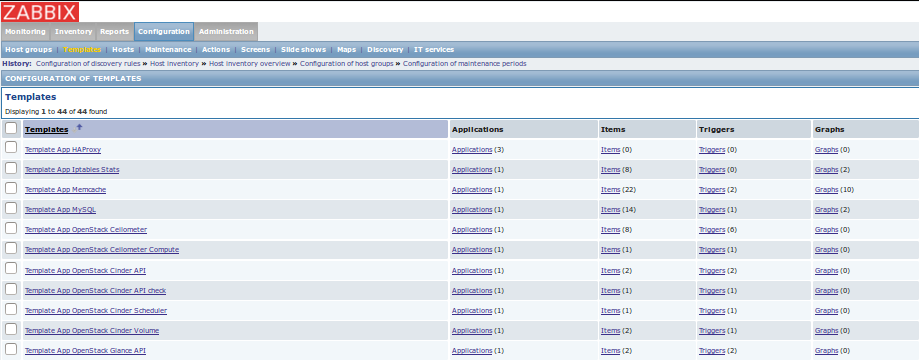 ZABBIX
Monitoring Inventory Reports Configuration Administration
Host groups | Templates | Hosts | Maintenance | Actions | Screens | Slide shows | Maps | Discovery | IT services
History: Configuration of discovery rules » Host inventory » Host inventory overview » Configuration of host groups » Configuration of maintenance periods
CONFIGURATION OF TEMPLATES
Templates
Displaying 1 to 44 of 44 found
Templates Applications Items Triggers Graphs
Template App HAProxy Applications (3) Items (0) Triggers (0) Graphs (0)
Template App Iptables Stats Applications (1) Items (8) Triggers (0) Graphs (2)
Template App Memcache Applications (1) Items (22) Triggers (2) Graphs (10)
Template App MySQL Applications (1) Items (14) Triggers (1) Graphs (2)
Template App OpenStack Ceilometer Applications (1) Items (8) Triggers (6) Graphs (0)
Template App OpenStack Ceilometer Compute Applications (1) Items (1) Triggers (1) Graphs (0)
Template App OpenStack Cinder API Applications (1) Items (2) Triggers (2) Graphs (0)
Template App OpenStack Cinder API check Applications (1) Items (1) Triggers (1) Graphs (0)
Template App OpenStack Cinder Scheduler Applications (1) Items (1) Triggers (1) Graphs (0)
Template App OpenStack Cinder Volume Applications (1) Items (2) Triggers (1) Graphs (0)
Template App OpenStack Glance API Applications (1) Items (2) Triggers (2) Graphs (0)